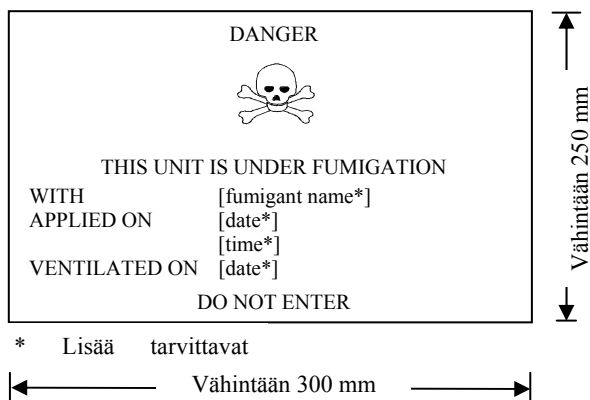 DANGER
THIS UNIT IS UNDER FUMIGATION
WITH [fumigant name*]
APPLIED ON [date*]
[time*]
VENTILATED ON [date*]
DO NOT ENTER
Vähintään 250 mm
* Lisää tarvittavat
Vähintään 300 mm